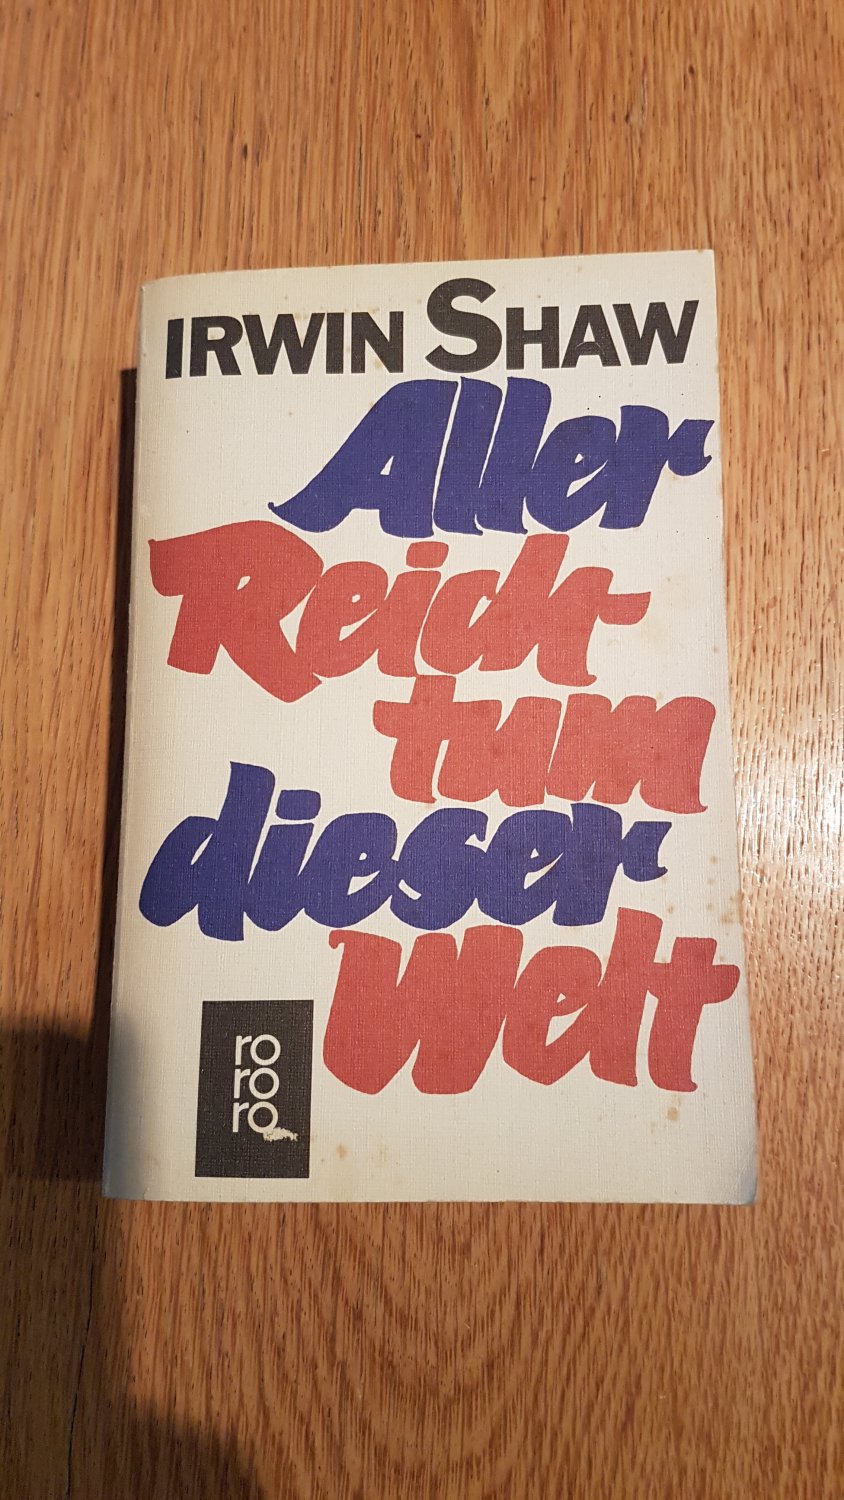 IRWIN SHAW
Aller
Reich-
tum
dieser
Welt
ro
ro
ro